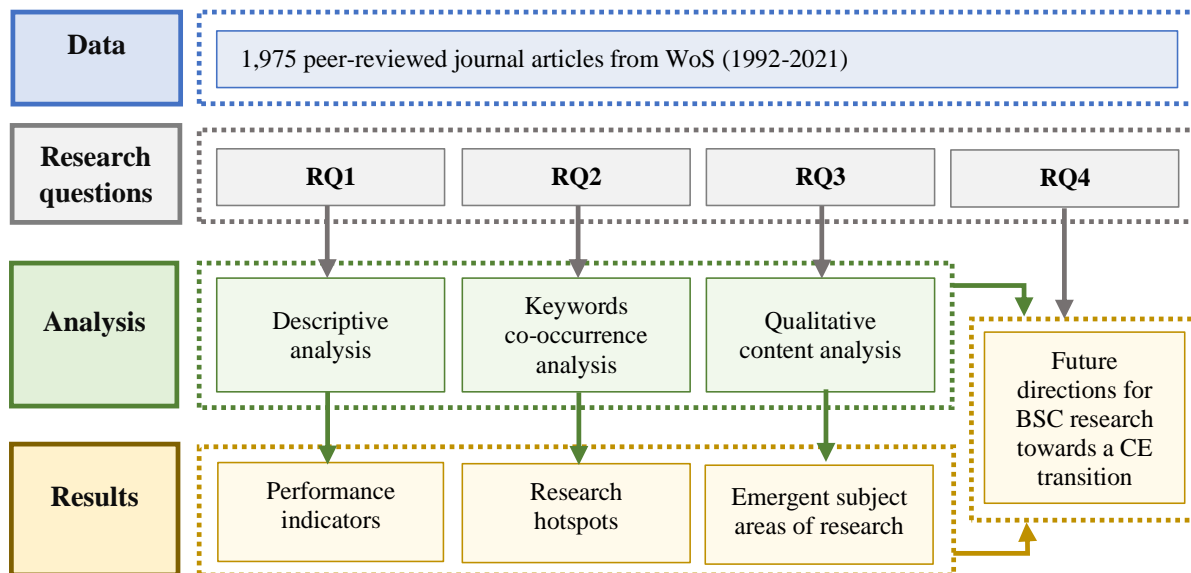 Data
1,975 peer-reviewed journal articles from WoS (1992-2021)
Research
questions
RQ1
RQ2
RQ3
RQ4
Analysis
Descriptive
analysis
Keywords
co-occurrence
analysis
Qualitative
content analysis
Future
directions for
BSC research
towards a CE
transition
Results
Performance
indicators
Research
hotspots
Emergent subject
areas of research